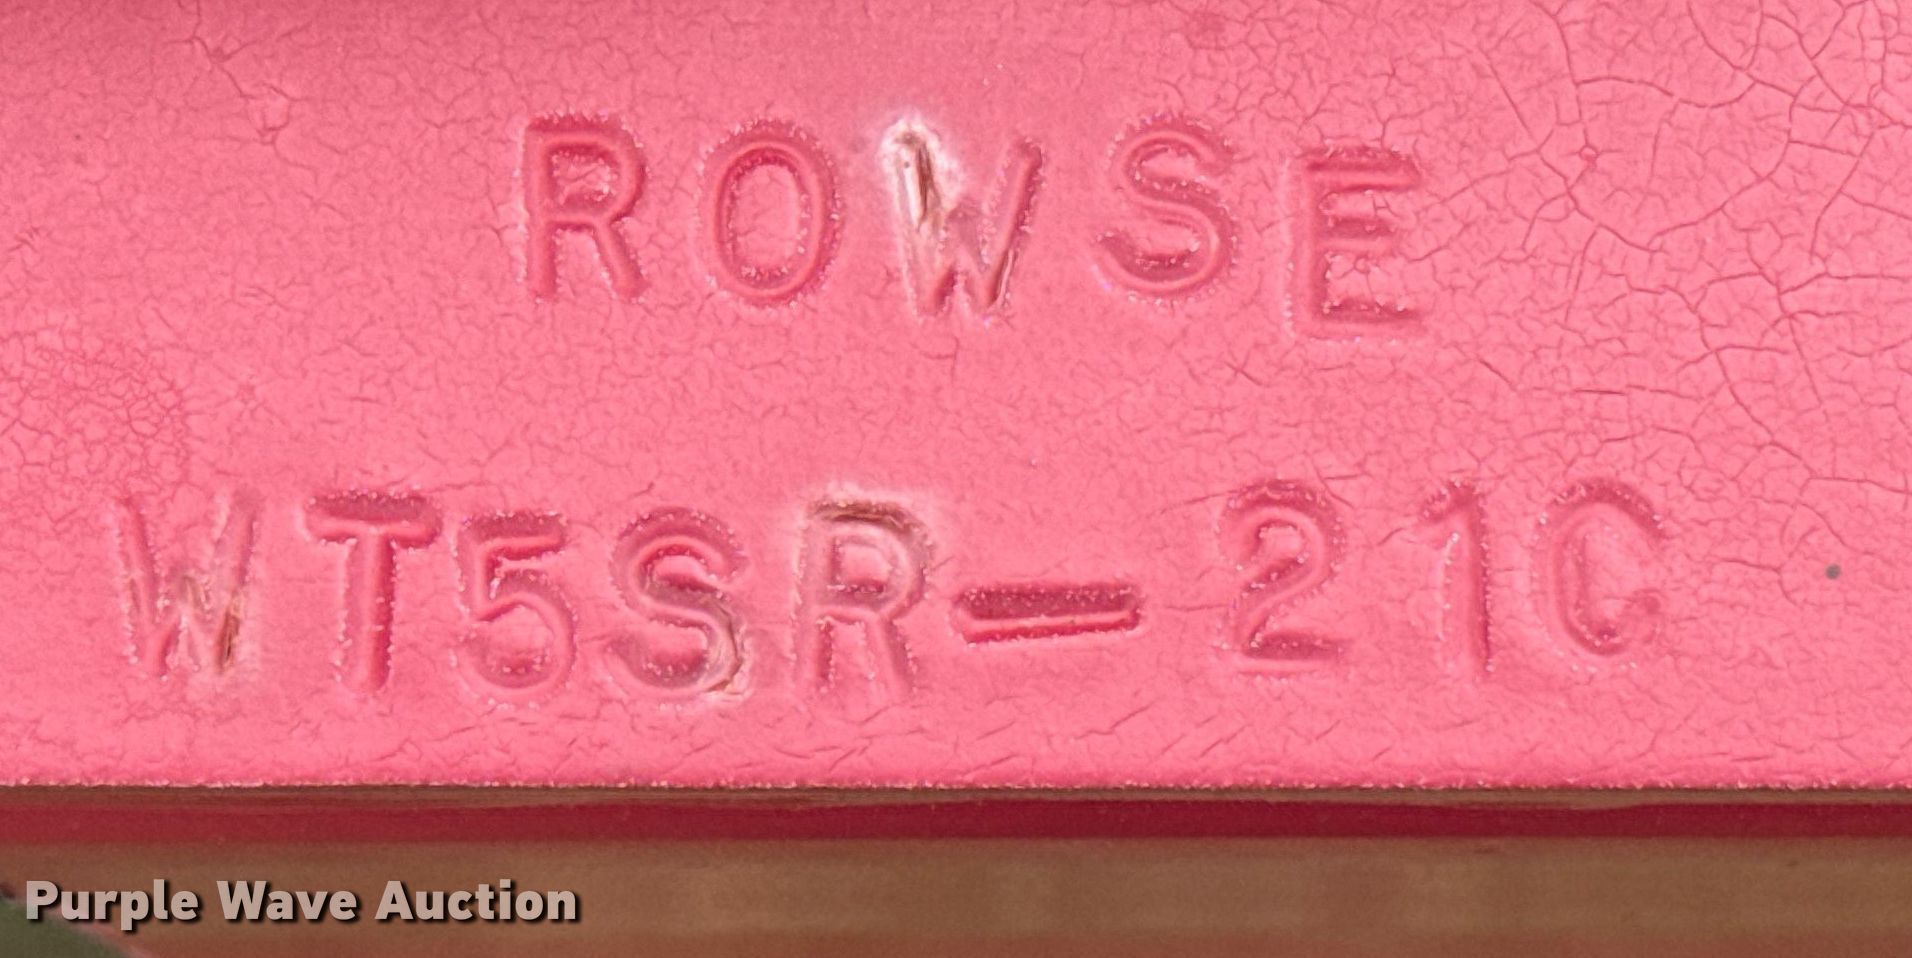 ROWSE
WT5SR-21C
Purple Wave Auction